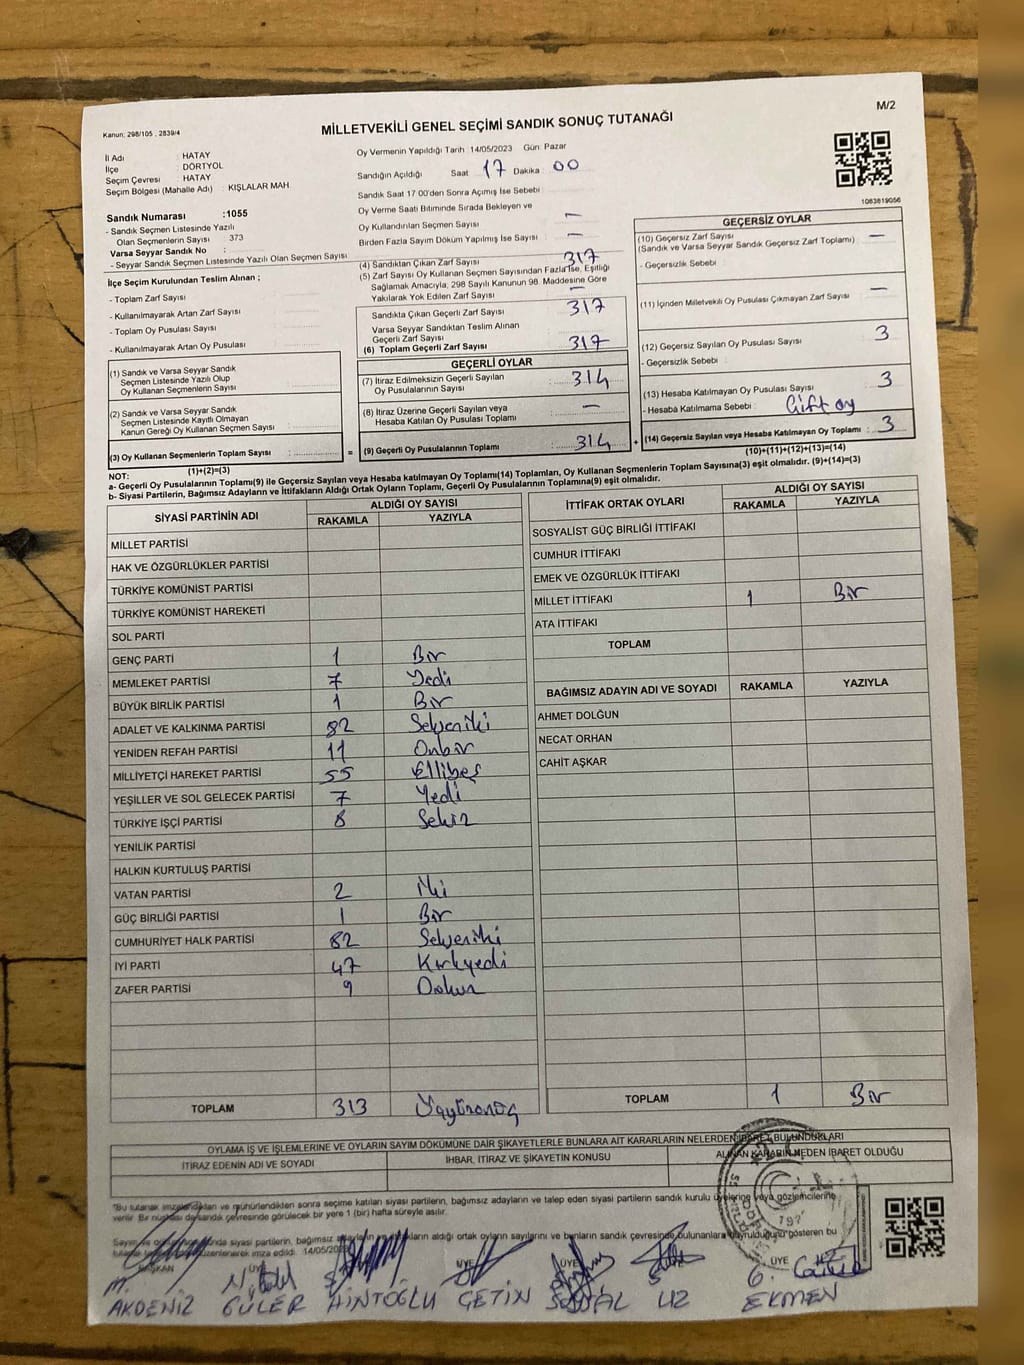 M/2
Kanun: 298/105 , 2839/4
MİLLETVEKİLİ GENEL SEÇİMİ SANDIK SONUÇ TUTANAĞI
İl Adı : HATAY
İlçe : DÖRTYOL
Seçim Çevresi : HATAY
Seçim Bölgesi (Mahalle Adı) KIŞLALAR MAH.
Sandık Numarası :1055
- Sandık Seçmen Listesinde Yazılı
Olan Seçmenlerin Sayısı : 373
Varsa Seyyar Sandık No :
- Seyyar Sandık Seçmen Listesinde Yazılı Olan Seçmen Sayısı
Oy Vermenin Yapıldığı Tarih 14/05/2023 Gün: Pazar
Sandığın Açıldığı Saat 17 Dakika 00
Sandık Saat 17 00'den Sonra Açımış İse Sebebi :
Oy Verme Saati Bitiminde Sırada Bekleyen ve
Oy Kullandırılan Seçmen Sayısı : —
Birden Fazla Sayım Döküm Yapılmış İse Sayısı : —
1083819056
İlçe Seçim Kurulundan Teslim Alınan ;
- Toplam Zarf Sayısı :
- Kullanılmayarak Artan Zarf Sayısı :
- Toplam Oy Pusulası Sayısı :
- Kullanılmayarak Artan Oy Pusulası :
(1) Sandık ve Varsa Seyyar Sandık
Seçmen Listesinde Yazılı Olup
Oy Kullanan Seçmenlerin Sayısı :
(2) Sandık ve Varsa Seyyar Sandık
Seçmen Listesinde Kayıtlı Olmayan
Kanun Gereği Oy Kullanan Seçmen Sayısı :
(3) Oy Kullanan Seçmenlerin Toplam Sayısı :
(1)+(2)=(3)
(4) Sandıktan Çıkan Zarf Sayısı : 317
(5) Zarf Sayısı Oy Kullanan Seçmen Sayısından Fazla İse, Eşitliği
Sağlamak Amacıyla, 298 Sayılı Kanunun 98. Maddesine Göre
Yakılarak Yok Edilen Zarf Sayısı : —
Sandıkta Çıkan Geçerli Zarf Sayısı : 317
Varsa Seyyar Sandıktan Teslim Alınan
Geçerli Zarf Sayısı :
(6) Toplam Geçerli Zarf Sayısı : 317
GEÇERLİ OYLAR
(7) İtiraz Edilmeksizin Geçerli Sayılan
Oy Pusulalarının Sayısı : 314
(8) İtiraz Üzerine Geçerli Sayılan veya
Hesaba Katılan Oy Pusulası Toplamı : —
= (9) Geçerli Oy Pusulalarının Toplamı : 314
GEÇERSİZ OYLAR
(10) Geçersiz Zarf Sayısı : —
(Sandık ve Varsa Seyyar Sandık Geçersiz Zarf Toplamı)
- Geçersizlik Sebebi :
(11) İçinden Milletvekili Oy Pusulası Çıkmayan Zarf Sayısı : —
(12) Geçersiz Sayılan Oy Pusulası Sayısı : 3
- Geçersizlik Sebebi :
(13) Hesaba Katılmayan Oy Pusulası Sayısı : 3
- Hesaba Katılmama Sebebi : Çift oy
+ (14) Geçersiz Sayılan veya Hesaba Katılmayan Oy Toplamı : 3
(10)+(11)+(12)+(13)=(14)
NOT:
a- Geçerli Oy Pusulalarının Toplamı(9) ile Geçersiz Sayılan veya Hesaba katılmayan Oy Toplamı(14) Toplamları, Oy Kullanan Seçmenlerin Toplam Sayısına(3) eşit olmalıdır. (9)+(14)=(3)
b- Siyasi Partilerin, Bağımsız Adayların ve İttifakların Aldığı Ortak Oyların Toplamı, Geçerli Oy Pusulalarının Toplamına(9) eşit olmalıdır.
SİYASİ PARTİNİN ADI ALDIĞI OY SAYISI
RAKAMLA YAZIYLA
MİLLET PARTİSİ
HAK VE ÖZGÜRLÜKLER PARTİSİ
TÜRKİYE KOMÜNİST PARTİSİ
TÜRKİYE KOMÜNİST HAREKETİ
SOL PARTİ
GENÇ PARTİ 1 Bir
MEMLEKET PARTİSİ 7 Yedi
BÜYÜK BİRLİK PARTİSİ 1 Bir
ADALET VE KALKINMA PARTİSİ 82 Sekseniki
YENİDEN REFAH PARTİSİ 11 Onbir
MİLLİYETÇİ HAREKET PARTİSİ 55 Ellibeş
YEŞİLLER VE SOL GELECEK PARTİSİ 7 Yedi
TÜRKİYE İŞÇİ PARTİSİ 8 Sekiz
YENİLİK PARTİSİ
HALKIN KURTULUŞ PARTİSİ
VATAN PARTİSİ 2 İki
GÜÇ BİRLİĞİ PARTİSİ 1 Bir
CUMHURİYET HALK PARTİSİ 82 Sekseniki
İYİ PARTİ 47 Kırkyedi
ZAFER PARTİSİ 9 Dokuz
TOPLAM 313 Üçyüzonüç
İTTİFAK ORTAK OYLARI ALDIĞI OY SAYISI
RAKAMLA YAZIYLA
SOSYALİST GÜÇ BİRLİĞİ İTTİFAKI
CUMHUR İTTİFAKI
EMEK VE ÖZGÜRLÜK İTTİFAKI
MİLLET İTTİFAKI 1 Bir
ATA İTTİFAKI
TOPLAM
BAĞIMSIZ ADAYIN ADI VE SOYADI RAKAMLA YAZIYLA
AHMET DOLĞUN
NECAT ORHAN
CAHİT AŞKAR
TOPLAM 1 Bir
OYLAMA İŞ VE İŞLEMLERİNE VE OYLARIN SAYIM DÖKÜMÜNE DAİR ŞİKAYETLERLE BUNLARA AİT KARARLARIN NELERDEN İBARET BULUNDUKLARI
İTİRAZ EDENİN ADI VE SOYADI İHBAR, İTİRAZ VE ŞİKAYETİN KONUSU ALINAN KARARIN NEDEN İBARET OLDUĞU
"Bu tutanak imzalandıktan ve mühürlendikten sonra seçime katılan siyasi partilerin, bağımsız adayların ve talep eden siyasi partilerin sandık kurulu üyelerine veya gözlemcilerine
verilir. Bir nüshası da sandık çevresinde görülecek bir yere 1 (bir) hafta süreyle asılır.
siyasi partilerin, bağımsız aldığı ortak oyların sayılarını ve bunların sandık çevresinde bulunanlara duyrulduğunu gösteren bu
düzenlenerek imza edildi. 14/05/2023
BAŞKAN ÜYE ÜYE ÜYE ÜYE
AKDENİZ GÜLER HİNTOĞLU ÇETİN UZ EKMEN